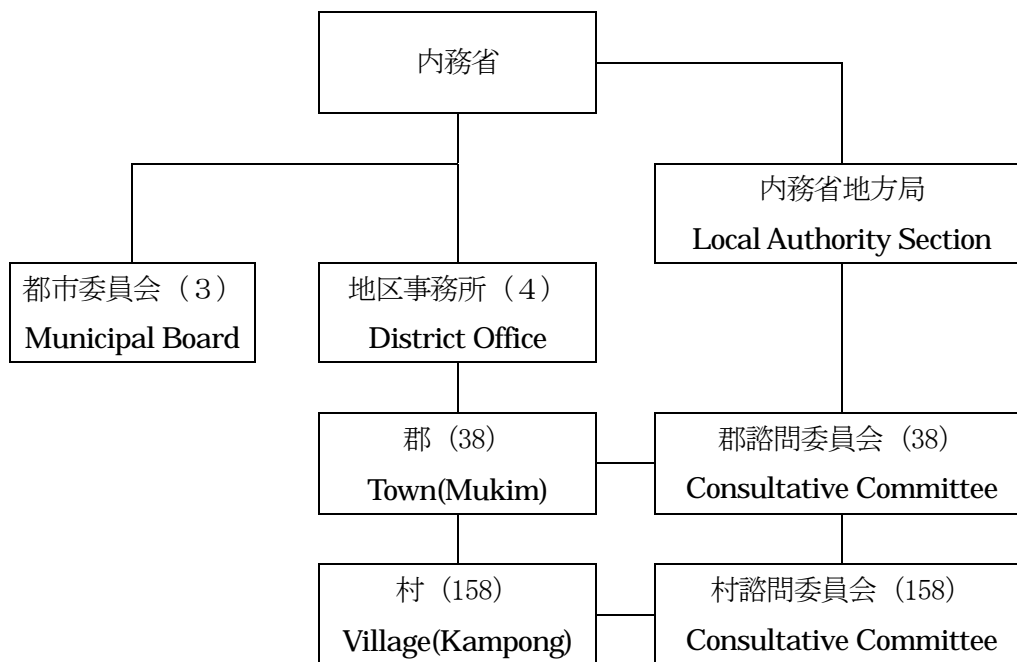 内務省
内務省地方局
Local Authority Section
都市委員会（3）
Municipal Board
地区事務所（4）
District Office
郡 (38)
Town(Mukim)
郡諮問委員会 (38)
Consultative Committee
村 (158)
Village(Kampong)
村諮問委員会 (158)
Consultative Committee